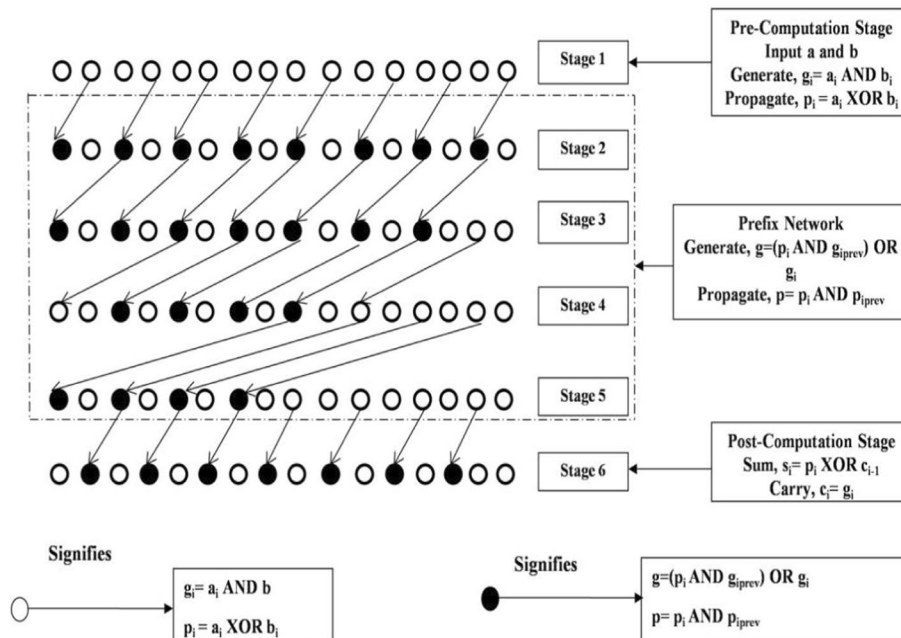 Pre-Computation Stage
Input a and b
Generate, gᵢ= aᵢ AND bᵢ
Propagate, pᵢ = aᵢ XOR bᵢ
Stage 1
Stage 2
Stage 3
Prefix Network
Generate, g=(pᵢ AND gᵢₚᵣₑᵥ) OR
gᵢ
Propagate, p= pᵢ AND pᵢₚᵣₑᵥ
Stage 4
Stage 5
Post-Computation Stage
Sum, sᵢ= pᵢ XOR cᵢ₋₁
Carry, cᵢ= gᵢ
Stage 6
Signifies
gᵢ= aᵢ AND b
pᵢ= aᵢ XOR bᵢ
Signifies
g=(pᵢ AND gᵢₚᵣₑᵥ) OR gᵢ
p= pᵢ AND pᵢₚᵣₑᵥ